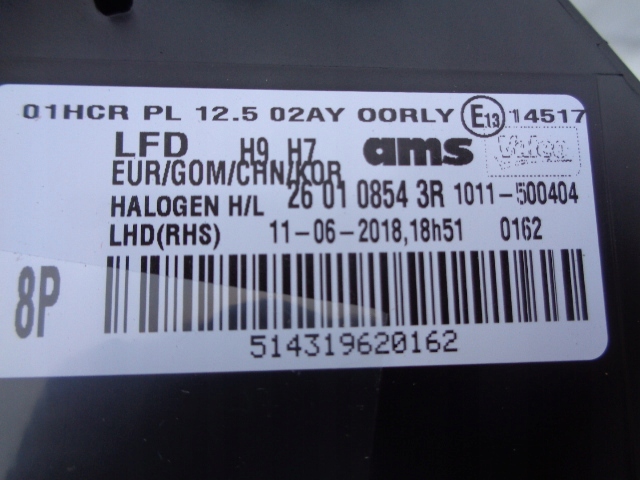 01HCR PL 12.5 02AY 00RLY E13 14517
LFD H9 H7 ams Valeo
EUR/GOM/CHN/KOR
HALOGEN H/L 26 01 0854 3R 1011-500404
LHD(RHS) 11-06-2018,18h51 0162
8P
514319620162